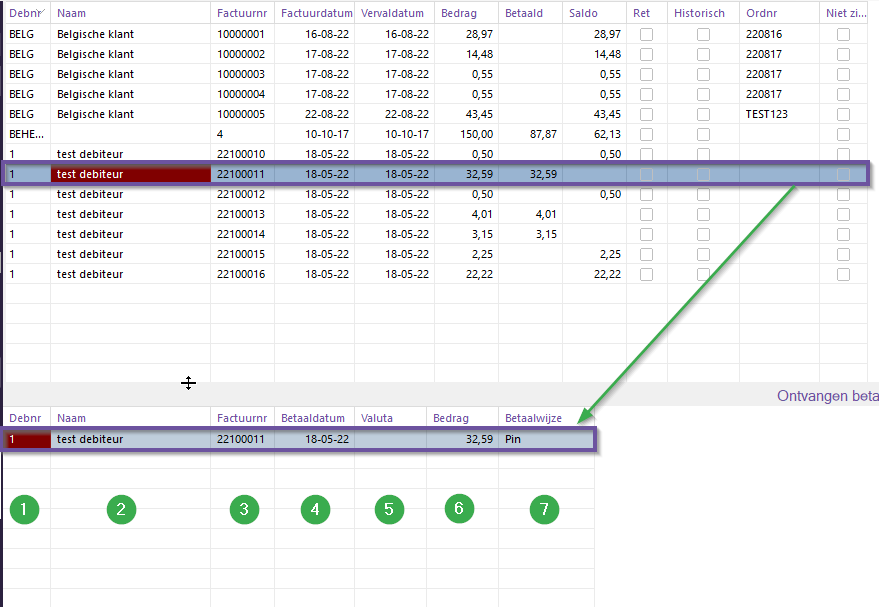 Debnr Naam Factuurnr Factuurdatum Vervaldatum Bedrag Betaald Saldo Ret Historisch Ordnr Niet zi...
BELG Belgische klant 10000001 16-08-22 16-08-22 28,97 28,97 220816
BELG Belgische klant 10000002 17-08-22 17-08-22 14,48 14,48 220817
BELG Belgische klant 10000003 17-08-22 17-08-22 0,55 0,55 220817
BELG Belgische klant 10000004 17-08-22 17-08-22 0,55 0,55 220817
BELG Belgische klant 10000005 22-08-22 22-08-22 43,45 43,45 TEST123
BEHE... 4 10-10-17 10-10-17 150,00 87,87 62,13
1 test debiteur 22100010 18-05-22 18-05-22 0,50 0,50
1 test debiteur 22100011 18-05-22 18-05-22 32,59 32,59
1 test debiteur 22100012 18-05-22 18-05-22 0,50 0,50
1 test debiteur 22100013 18-05-22 18-05-22 4,01 4,01
1 test debiteur 22100014 18-05-22 18-05-22 3,15 3,15
1 test debiteur 22100015 18-05-22 18-05-22 2,25 2,25
1 test debiteur 22100016 18-05-22 18-05-22 22,22 22,22
Ontvangen beta
Debnr Naam Factuurnr Betaaldatum Valuta Bedrag Betaalwijze
1 test debiteur 22100011 18-05-22 32,59 Pin
1 2 3 4 5 6 7